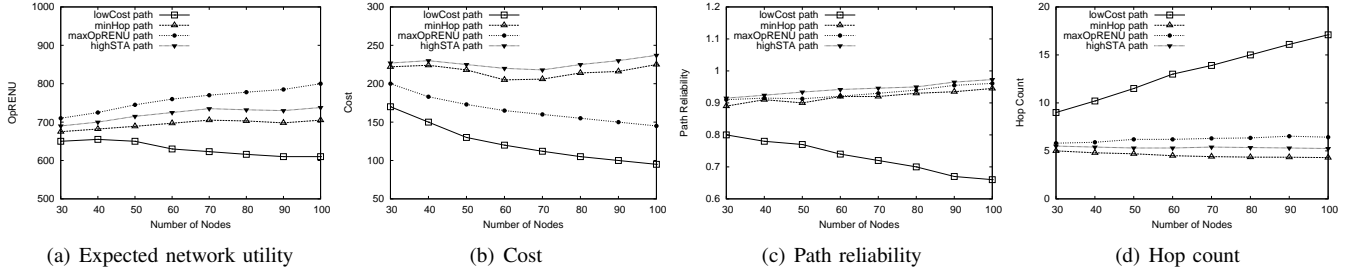 1000
900
800
700
600
500
30 40 50 60 70 80 90 100
OpRENU
Number of Nodes
lowCost path
minHop path
maxOpRENU path
highSTA path
(a) Expected network utility
300
250
200
150
100
50
30 40 50 60 70 80 90 100
Cost
Number of Nodes
lowCost path
minHop path
maxOpRENU path
highSTA path
(b) Cost
1.2
1.1
1
0.9
0.8
0.7
0.6
30 40 50 60 70 80 90 100
Path Reliability
Number of Nodes
lowCost path
minHop path
maxOpRENU path
highSTA path
(c) Path reliability
20
15
10
5
0
30 40 50 60 70 80 90 100
Hop Count
Number of Nodes
lowCost path
minHop path
maxOpRENU path
highSTA path
(d) Hop count